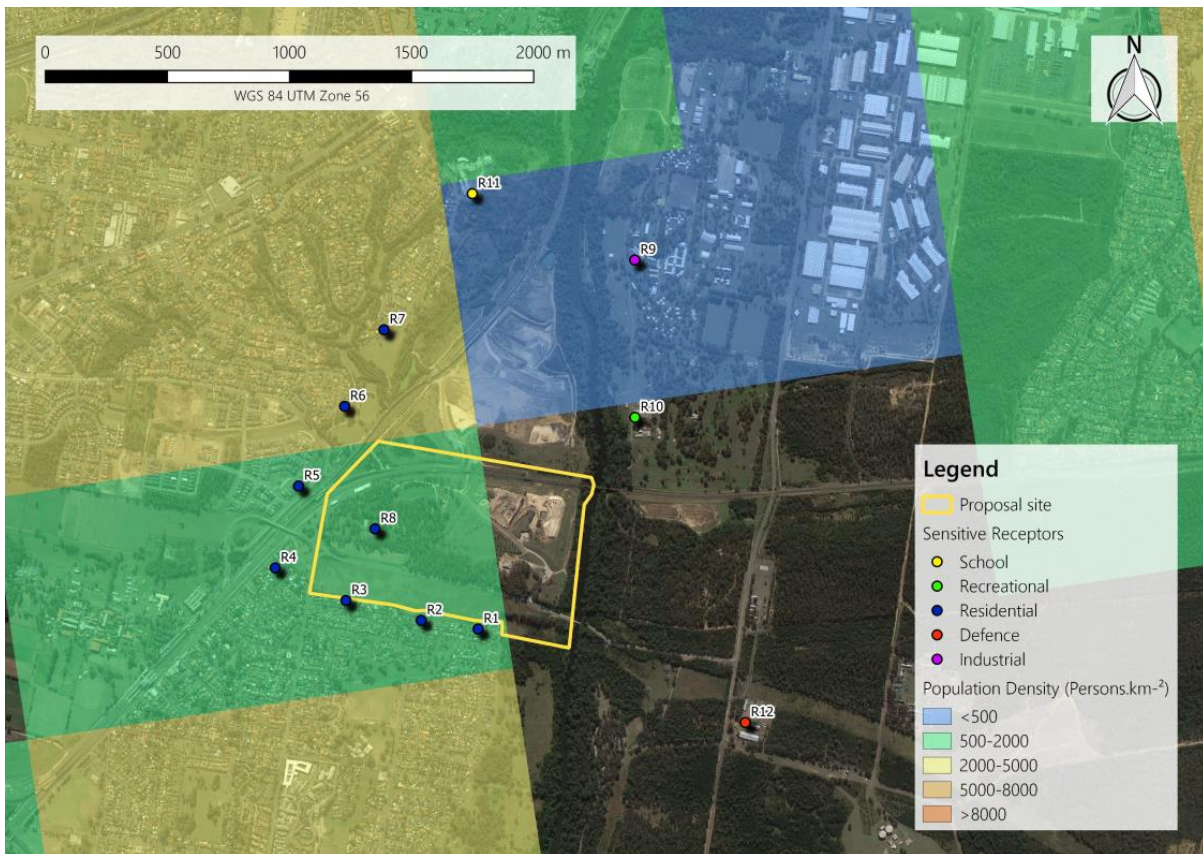 0 500 1000 1500 2000 m
WGS 84 UTM Zone 56
N
R11
R9
R7
R6
R10
R5
R8
R4
R3
R2
R1
R12
Legend
Proposal site
Sensitive Receptors
School
Recreational
Residential
Defence
Industrial
Population Density (Persons.km⁻²)
<500
500-2000
2000-5000
5000-8000
>8000